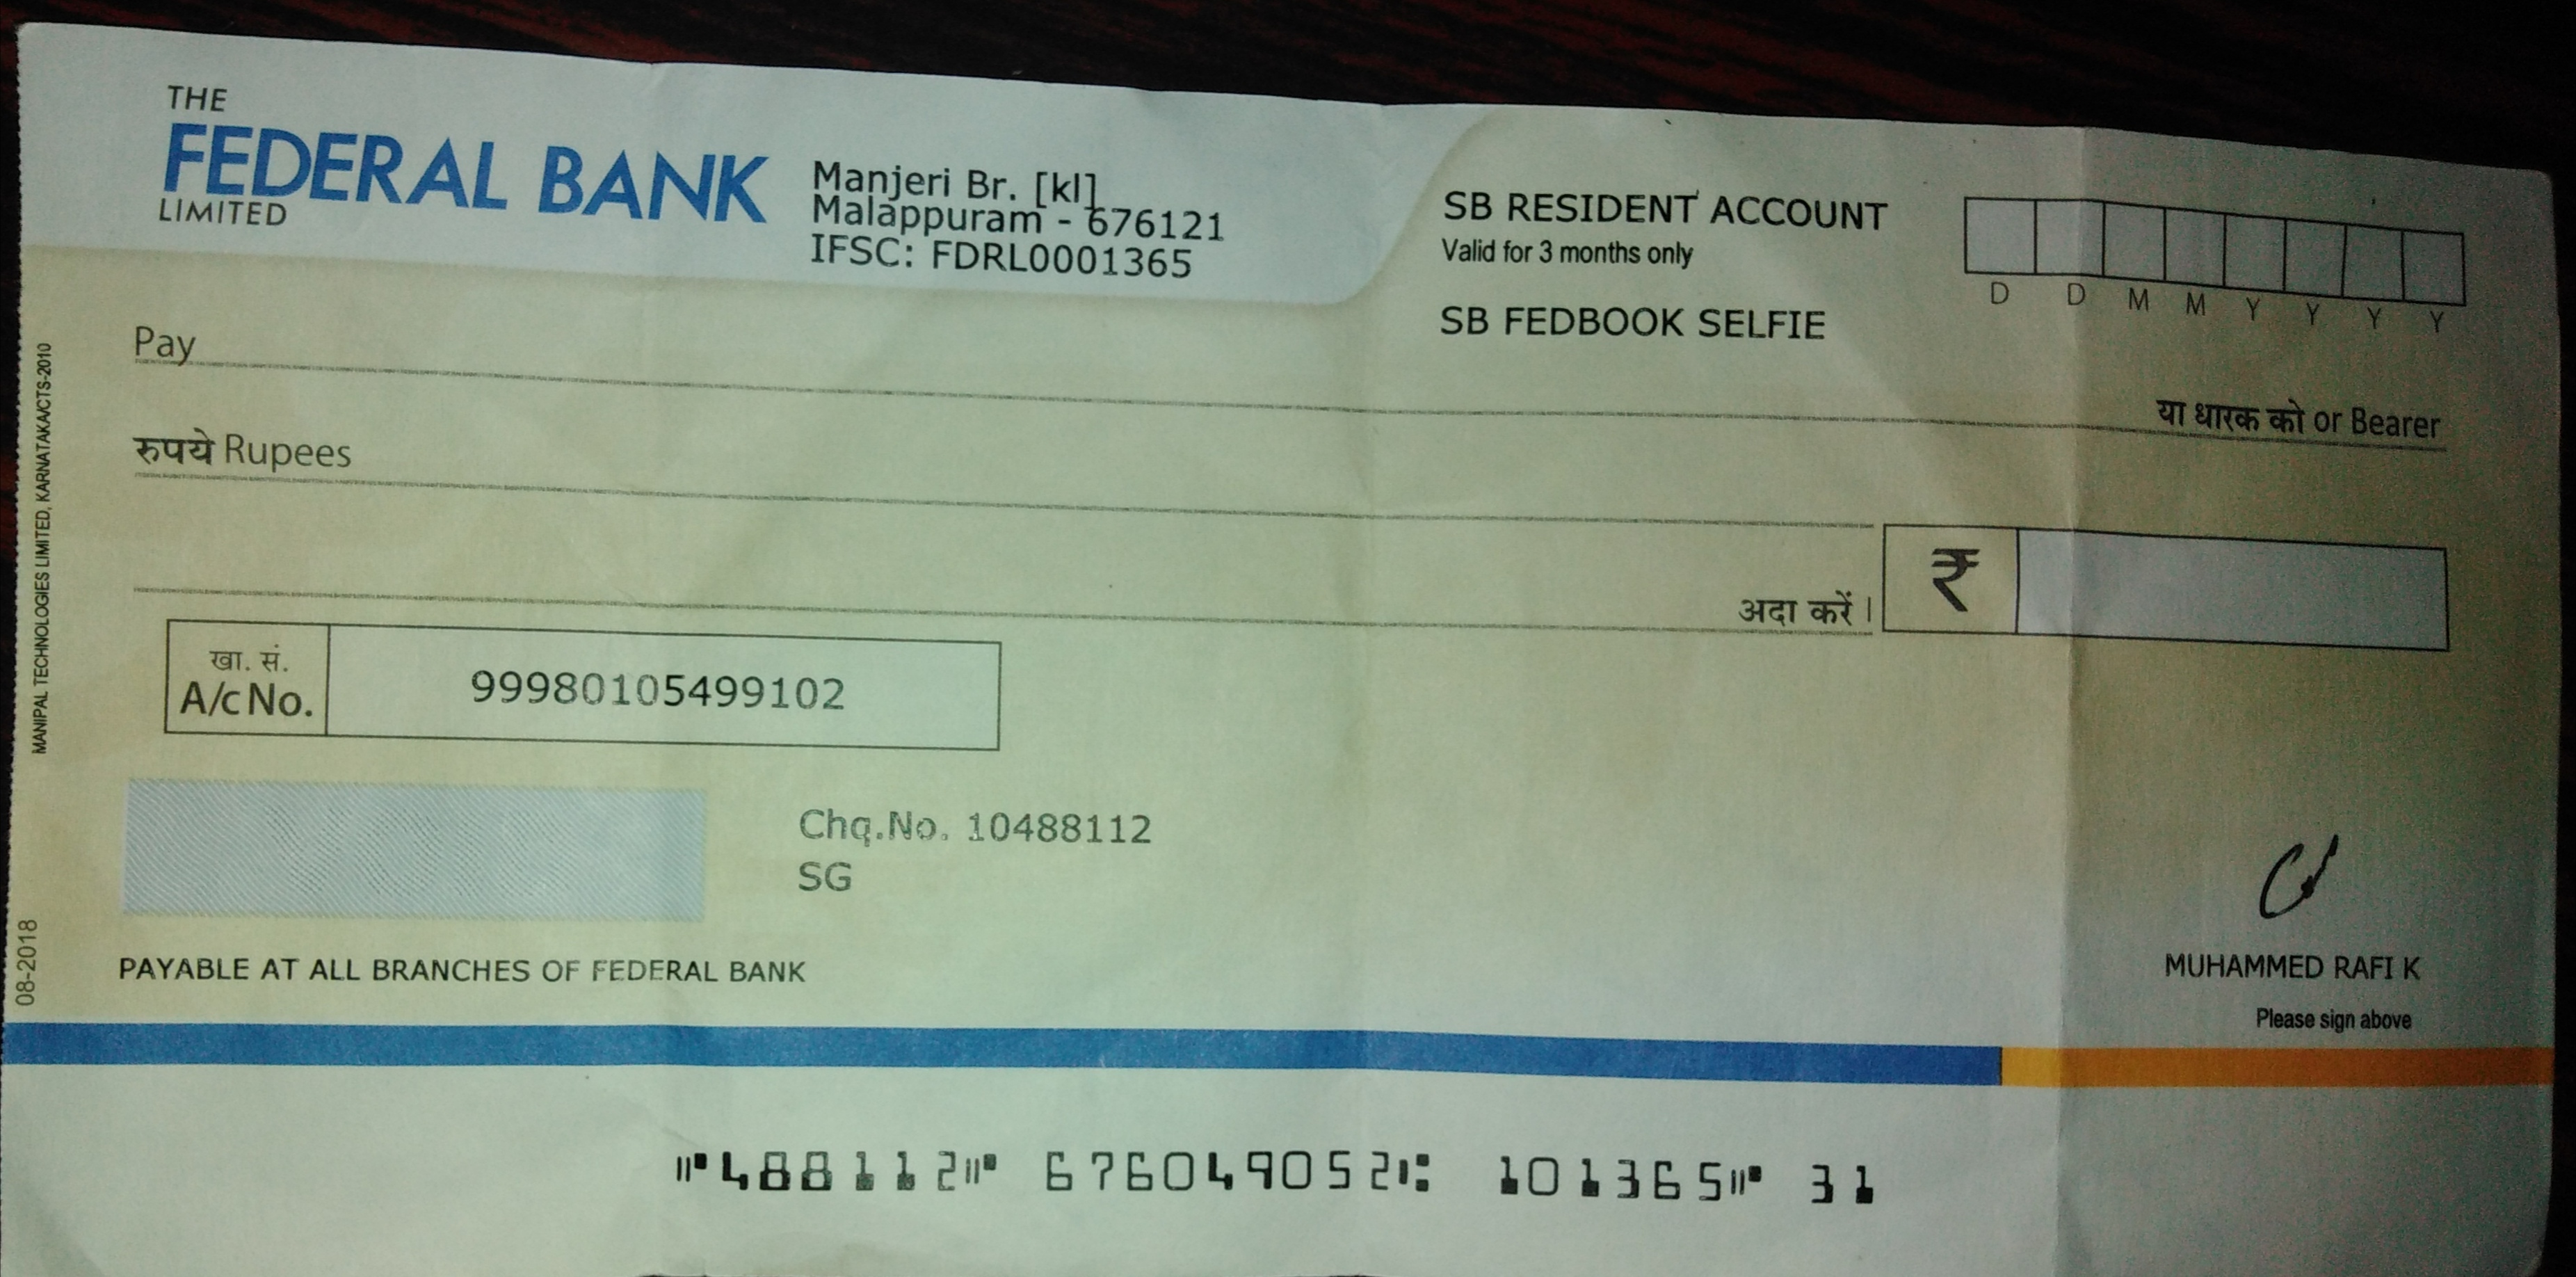 THE
FEDERAL BANK
LIMITED
Manjeri Br. [kl]
Malappuram - 676121
IFSC: FDRL0001365
SB RESIDENT ACCOUNT
Valid for 3 months only
SB FEDBOOK SELFIE
D D M M Y Y Y Y
Pay
या धारक को or Bearer
रुपये Rupees
अदा करें।
₹
खा. सं.
A/c No.
99980105499102
Chq.No. 10488112
SG
PAYABLE AT ALL BRANCHES OF FEDERAL BANK
MUHAMMED RAFI K
Please sign above
MANIPAL TECHNOLOGIES LIMITED, KARNATAKA/CTS-2010
08-2018
⑈488112⑈ 676049052⑆ 101365⑈ 31